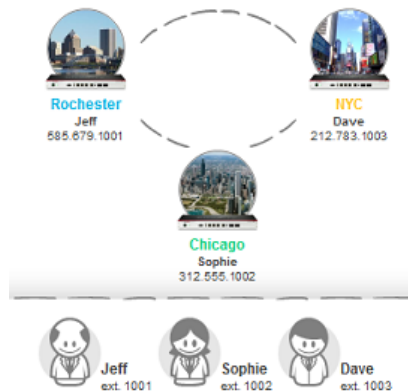 Rochester
Jeff
585.679.1001
NYC
Dave
212.783.1003
Chicago
Sophie
312.555.1002
Jeff
ext. 1001
Sophie
ext. 1002
Dave
ext. 1003